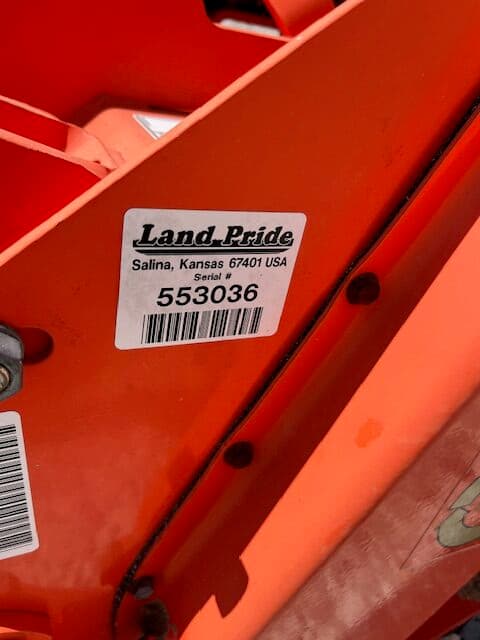 Land Pride
Salina, Kansas 67401 USA
Serial #
553036